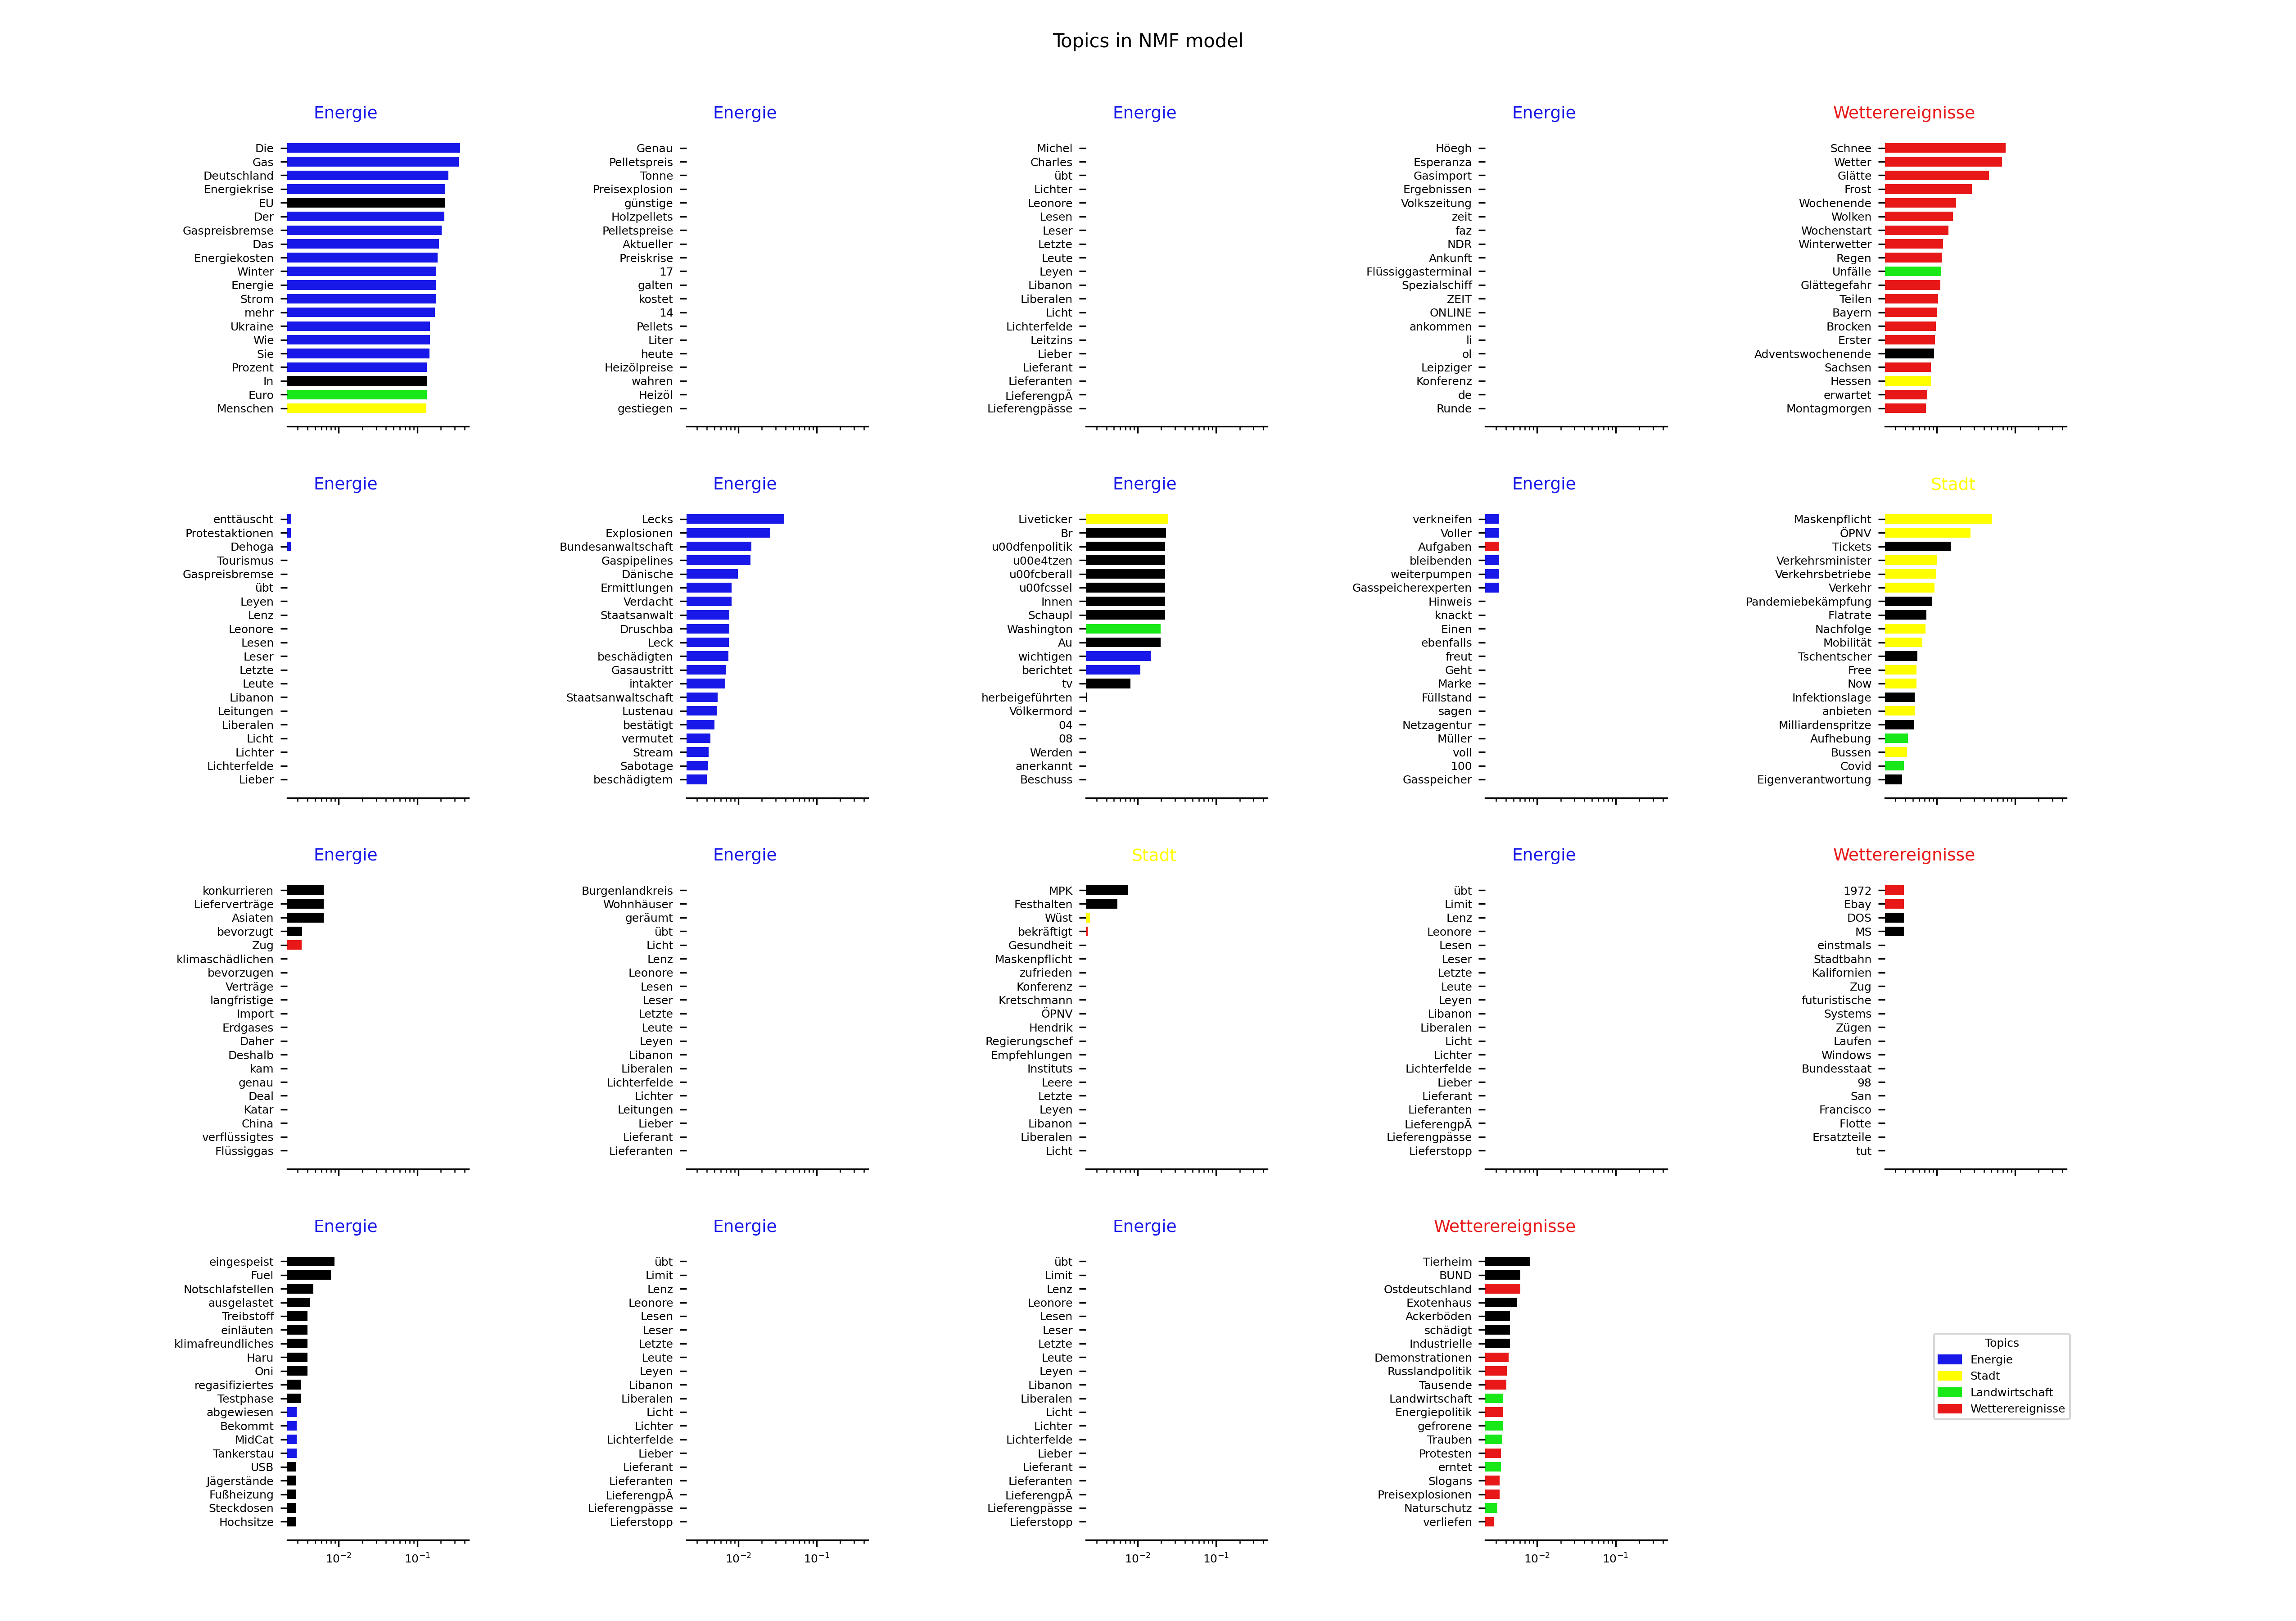 Topics in NMF model
Energie
Die
Gas
Deutschland
Energiekrise
EU
Der
Gaspreisbremse
Das
Energiekosten
Winter
Energie
Strom
mehr
Ukraine
Wie
Sie
Prozent
In
Euro
Menschen
Energie
Genau
Pelletspreis
Tonne
Preisexplosion
günstige
Holzpellets
Pelletspreise
Aktueller
Preiskrise
17
galten
kostet
14
Pellets
Liter
heute
Heizölpreise
wahren
Heizöl
gestiegen
Energie
Michel
Charles
übt
Lichter
Leonore
Lesen
Leser
Letzte
Leute
Leyen
Libanon
Liberalen
Licht
Lichterfelde
Leitzins
Lieber
Lieferant
Lieferanten
LieferengpÃ
Lieferengpässe
Energie
Höegh
Esperanza
Gasimport
Ergebnissen
Volkszeitung
zeit
faz
NDR
Ankunft
Flüssiggasterminal
Spezialschiff
ZEIT
ONLINE
ankommen
li
ol
Leipziger
Konferenz
de
Runde
Wetterereignisse
Schnee
Wetter
Glätte
Frost
Wochenende
Wolken
Wochenstart
Winterwetter
Regen
Unfälle
Glättegefahr
Teilen
Bayern
Brocken
Erster
Adventswochenende
Sachsen
Hessen
erwartet
Montagmorgen
Energie
enttäuscht
Protestaktionen
Dehoga
Tourismus
Gaspreisbremse
übt
Leyen
Lenz
Leonore
Lesen
Leser
Letzte
Leute
Libanon
Leitungen
Liberalen
Licht
Lichter
Lichterfelde
Lieber
Energie
Lecks
Explosionen
Bundesanwaltschaft
Gaspipelines
Dänische
Ermittlungen
Verdacht
Staatsanwalt
Druschba
Leck
beschädigten
Gasaustritt
intakter
Staatsanwaltschaft
Lustenau
bestätigt
vermutet
Stream
Sabotage
beschädigtem
Energie
Liveticker
Br
u00dfenpolitik
u00e4tzen
u00fcberall
u00fcssel
Innen
Schaupl
Washington
Au
wichtigen
berichtet
tv
herbeigeführten
Völkermord
04
08
Werden
anerkannt
Beschuss
Energie
verkneifen
Voller
Aufgaben
bleibenden
weiterpumpen
Gasspeicherexperten
Hinweis
knackt
Einen
ebenfalls
freut
Geht
Marke
Füllstand
sagen
Netzagentur
Müller
voll
100
Gasspeicher
Stadt
Maskenpflicht
ÖPNV
Tickets
Verkehrsminister
Verkehrsbetriebe
Verkehr
Pandemiebekämpfung
Flatrate
Nachfolge
Mobilität
Tschentscher
Free
Now
Infektionslage
anbieten
Milliardenspritze
Aufhebung
Bussen
Covid
Eigenverantwortung
Energie
konkurrieren
Lieferverträge
Asiaten
bevorzugt
Zug
klimaschädlichen
bevorzugen
Verträge
langfristige
Import
Erdgases
Daher
Deshalb
kam
genau
Deal
Katar
China
verflüssigtes
Flüssiggas
Energie
Burgenlandkreis
Wohnhäuser
geräumt
übt
Licht
Lenz
Leonore
Lesen
Leser
Letzte
Leute
Leyen
Libanon
Liberalen
Lichterfelde
Lichter
Leitungen
Lieber
Lieferant
Lieferanten
Stadt
MPK
Festhalten
Wüst
bekräftigt
Gesundheit
Maskenpflicht
zufrieden
Konferenz
Kretschmann
ÖPNV
Hendrik
Regierungschef
Empfehlungen
Instituts
Leere
Letzte
Leyen
Libanon
Liberalen
Licht
Energie
übt
Limit
Lenz
Leonore
Lesen
Leser
Letzte
Leute
Leyen
Libanon
Liberalen
Licht
Lichter
Lichterfelde
Lieber
Lieferant
Lieferanten
LieferengpÃ
Lieferengpässe
Lieferstopp
Wetterereignisse
1972
Ebay
DOS
MS
einstmals
Stadtbahn
Kalifornien
Zug
futuristische
Systems
Zügen
Laufen
Windows
Bundesstaat
98
San
Francisco
Flotte
Ersatzteile
tut
Energie
eingespeist
Fuel
Notschlafstellen
ausgelastet
Treibstoff
einläuten
klimafreundliches
Haru
Oni
regasifiziertes
Testphase
abgewiesen
Bekommt
MidCat
Tankerstau
USB
Jägerstände
Fußheizung
Steckdosen
Hochsitze
10⁻² 10⁻¹
Energie
übt
Limit
Lenz
Leonore
Lesen
Leser
Letzte
Leute
Leyen
Libanon
Liberalen
Licht
Lichter
Lichterfelde
Lieber
Lieferant
Lieferanten
LieferengpÃ
Lieferengpässe
Lieferstopp
10⁻² 10⁻¹
Energie
übt
Limit
Lenz
Leonore
Lesen
Leser
Letzte
Leute
Leyen
Libanon
Liberalen
Licht
Lichter
Lichterfelde
Lieber
Lieferant
Lieferanten
LieferengpÃ
Lieferengpässe
Lieferstopp
10⁻² 10⁻¹
Wetterereignisse
Tierheim
BUND
Ostdeutschland
Exotenhaus
Ackerböden
schädigt
Industrielle
Demonstrationen
Russlandpolitik
Tausende
Landwirtschaft
Energiepolitik
gefrorene
Trauben
Protesten
erntet
Slogans
Preisexplosionen
Naturschutz
verliefen
10⁻² 10⁻¹
Topics
Energie
Stadt
Landwirtschaft
Wetterereignisse